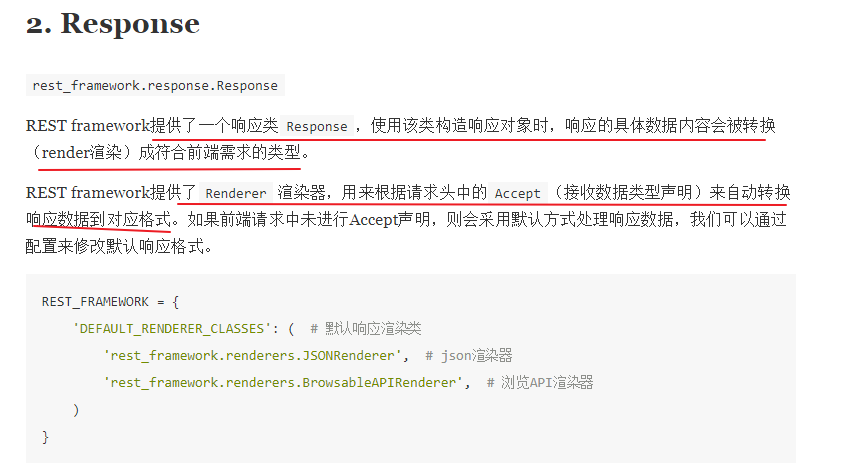 2. Response
rest_framework.response.Response
REST framework提供了一个响应类 Response ，使用该类构造响应对象时，响应的具体数据内容会被转换
（render渲染）成符合前端需求的类型。
REST framework提供了 Renderer 渲染器，用来根据请求头中的 Accept （接收数据类型声明）来自动转换
响应数据到对应格式。如果前端请求中未进行Accept声明，则会采用默认方式处理响应数据，我们可以通过
配置来修改默认响应格式。
REST_FRAMEWORK = {
    'DEFAULT_RENDERER_CLASSES': (  # 默认响应渲染类
        'rest_framework.renderers.JSONRenderer',  # json渲染器
        'rest_framework.renderers.BrowsableAPIRenderer',  # 浏览API渲染器
    )
}